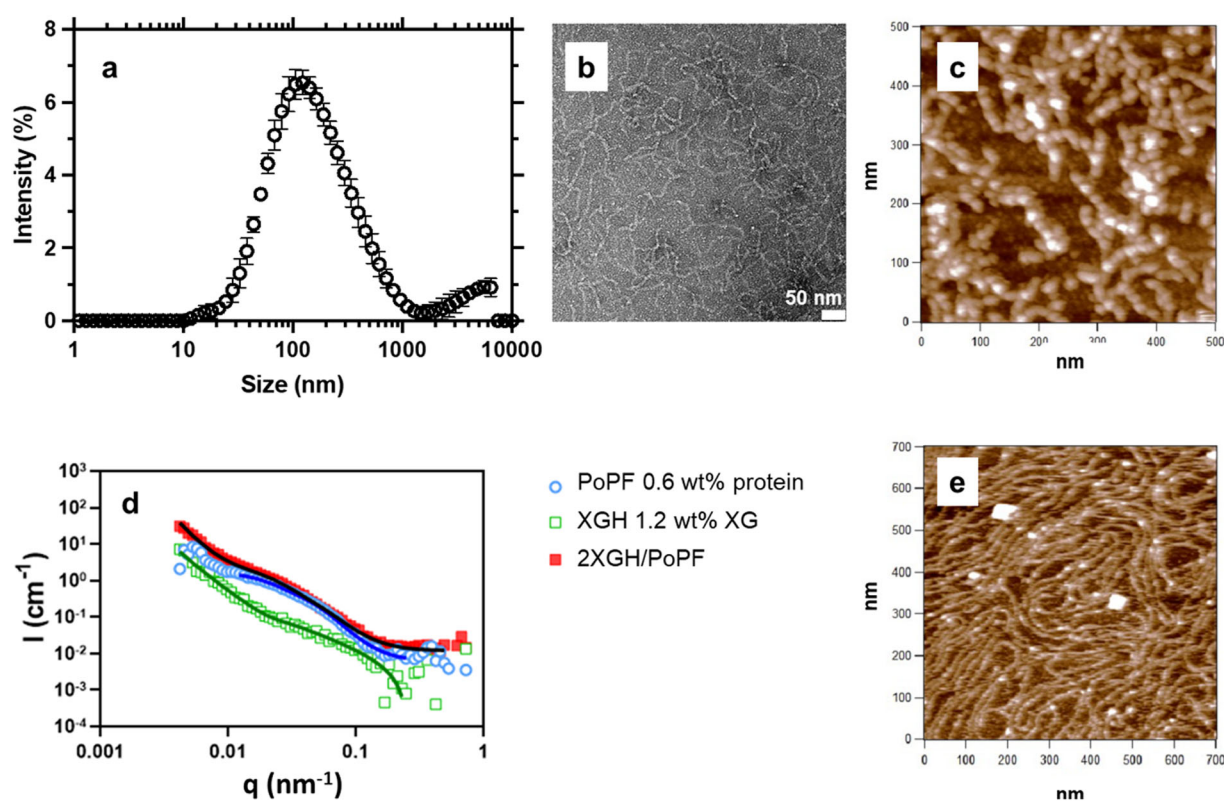 a
8
6
4
2
0
Intensity (%)
1
10
100
1000
10000
Size (nm)
b
50 nm
c
500
400
300
200
100
0
nm
0
100
200
300
400
500
nm
d
10³
10²
10¹
10⁰
10⁻¹
10⁻²
10⁻³
10⁻⁴
I (cm⁻¹)
0.001
0.01
0.1
1
q (nm⁻¹)
PoPF 0.6 wt% protein
XGH 1.2 wt% XG
2XGH/PoPF
e
700
600
500
400
300
200
100
0
nm
0
100
200
300
400
500
600
700
nm